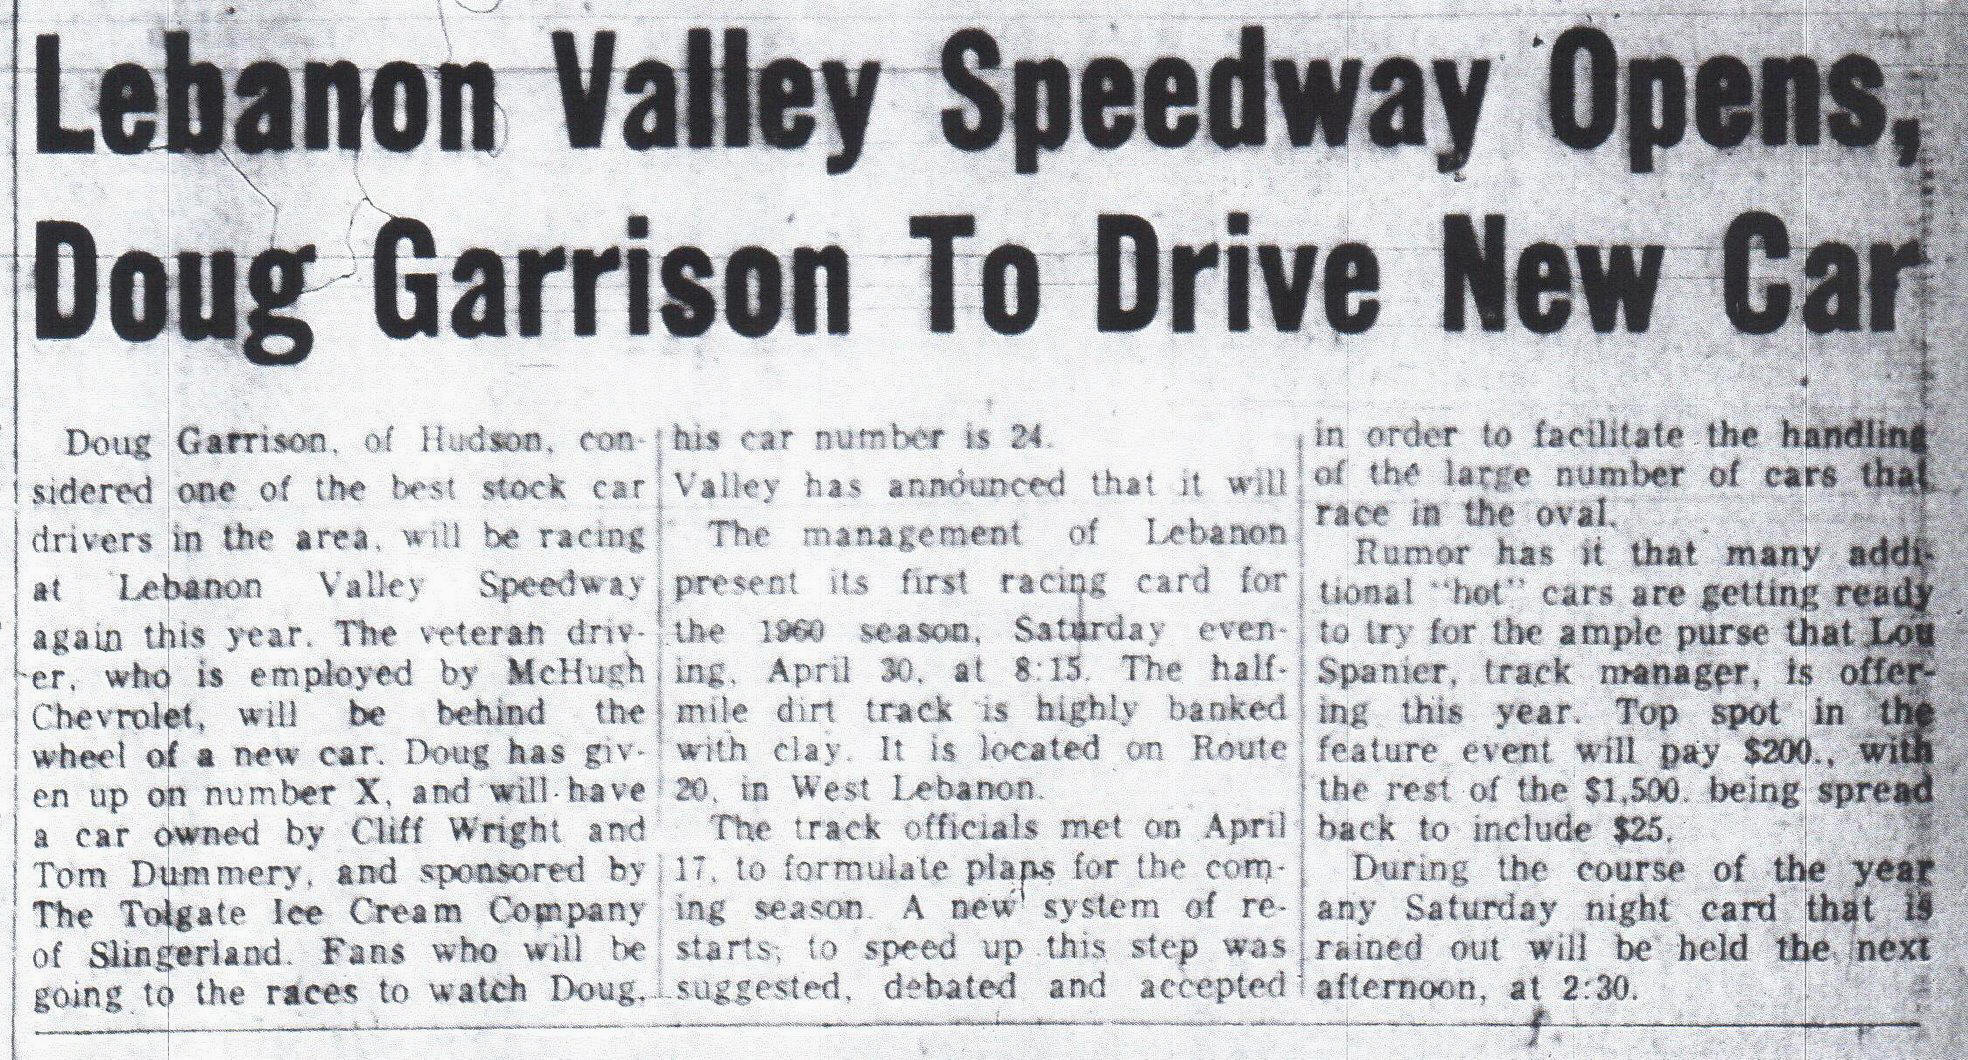 Lebanon Valley Speedway Opens,
Doug Garrison To Drive New Car
Doug Garrison, of Hudson, con-
sidered one of the best stock car
drivers in the area, will be racing
at Lebanon Valley Speedway
again this year. The veteran driv-
er, who is employed by McHugh
Chevrolet, will be behind the
wheel of a new car. Doug has giv-
en up on number X, and will have
a car owned by Cliff Wright and
Tom Dummery, and sponsored by
The Tolgate Ice Cream Company
of Slingerland. Fans who will be
going to the races to watch Doug,
his car number is 24.
Valley has announced that it will
The management of Lebanon
present its first racing card for
the 1960 season, Saturday even-
ing, April 30, at 8:15. The half-
mile dirt track is highly banked
with clay. It is located on Route
20, in West Lebanon.
The track officials met on April
17, to formulate plans for the com-
ing season. A new system of re-
starts, to speed up this step was
suggested, debated and accepted
in order to facilitate the handling
of the large number of cars that
race in the oval.
Rumor has it that many addi-
tional "hot" cars are getting ready
to try for the ample purse that Lou
Spanier, track manager, is offer-
ing this year. Top spot in the
feature event will pay $200., with
the rest of the $1,500. being spread
back to include $25.
During the course of the year
any Saturday night card that is
rained out will be held the next
afternoon, at 2:30.